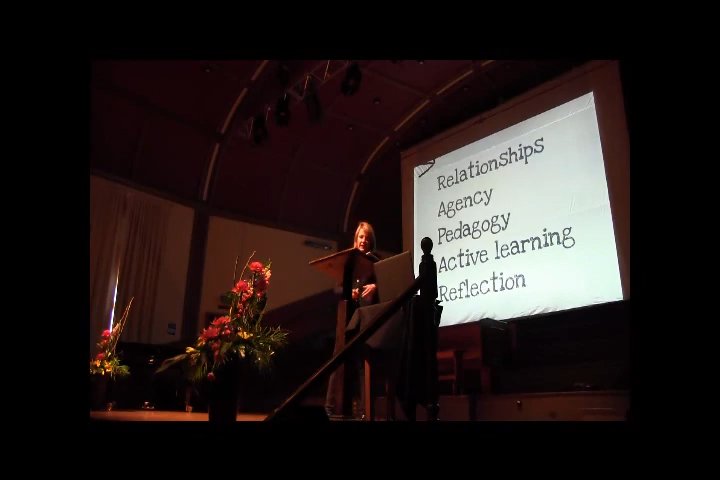 Relationships
Agency
Pedagogy
Active learning
Reflection